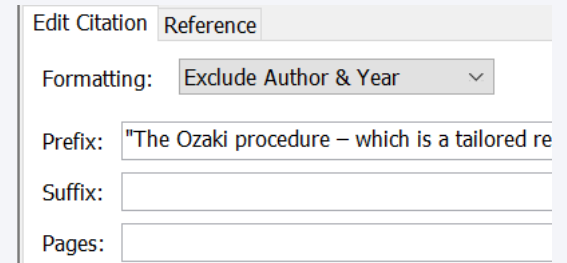 Edit Citation Reference
Formatting: Exclude Author & Year
Prefix: "The Ozaki procedure – which is a tailored re
Suffix:
Pages: